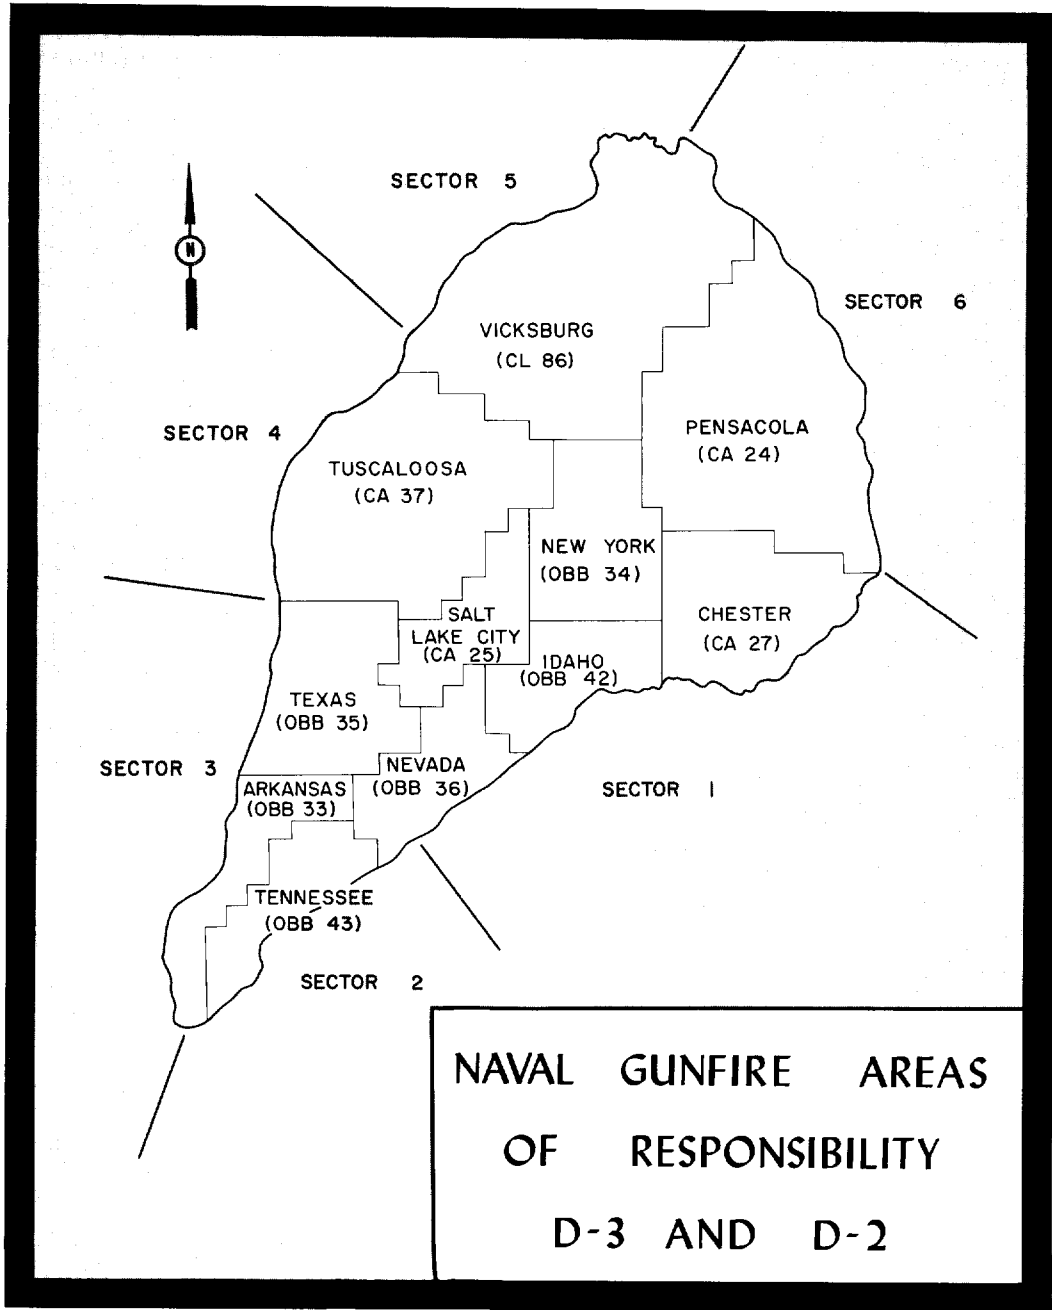 SECTOR 5
N
SECTOR 6
VICKSBURG
(CL 86)
SECTOR 4
PENSACOLA
(CA 24)
TUSCALOOSA
(CA 37)
NEW YORK
(OBB 34)
SALT
LAKE CITY
(CA 25)
CHESTER
(CA 27)
IDAHO
(OBB 42)
TEXAS
(OBB 35)
SECTOR 3
NEVADA
(OBB 36)
ARKANSAS
(OBB 33)
SECTOR 1
TENNESSEE
(OBB 43)
SECTOR 2
NAVAL GUNFIRE AREAS
OF RESPONSIBILITY
D-3 AND D-2